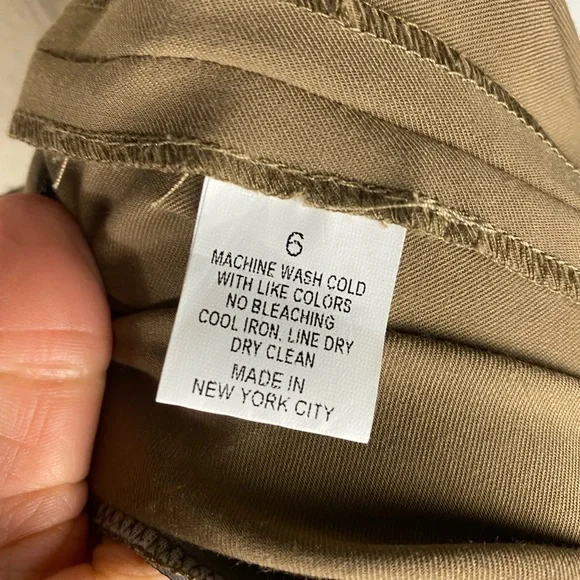 6
MACHINE WASH COLD
WITH LIKE COLORS
NO BLEACHING
COOL IRON, LINE DRY
DRY CLEAN
MADE IN
NEW YORK CITY